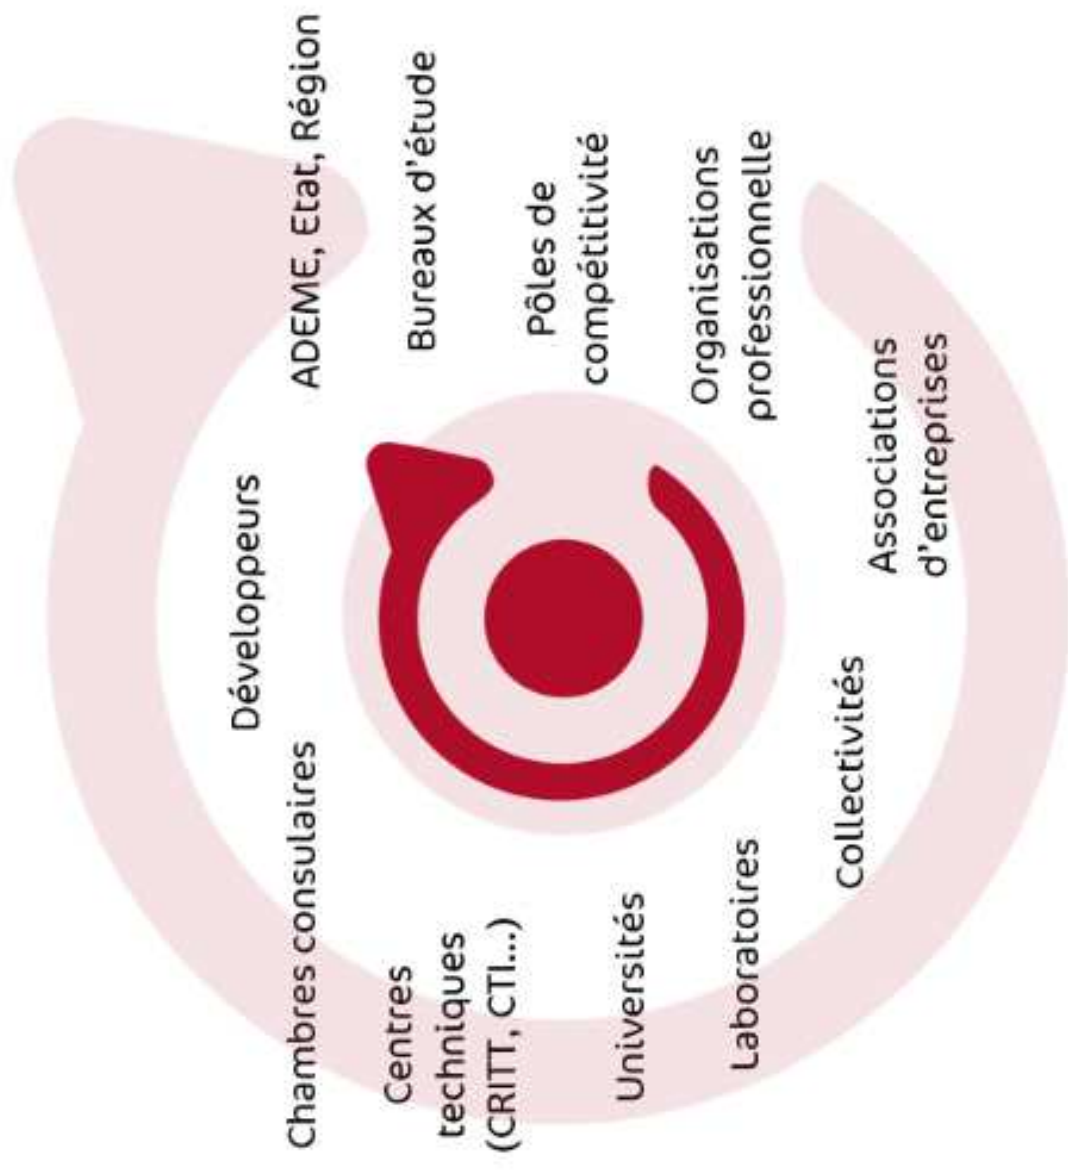 Développeurs
Chambres consulaires
ADEME, Etat, Région
Centres
techniques
(CRITT, CTI...)
Bureaux d'étude
Pôles de
compétitivité
Universités
Organisations
professionnelle
Laboratoires
Collectivités
Associations
d'entreprises